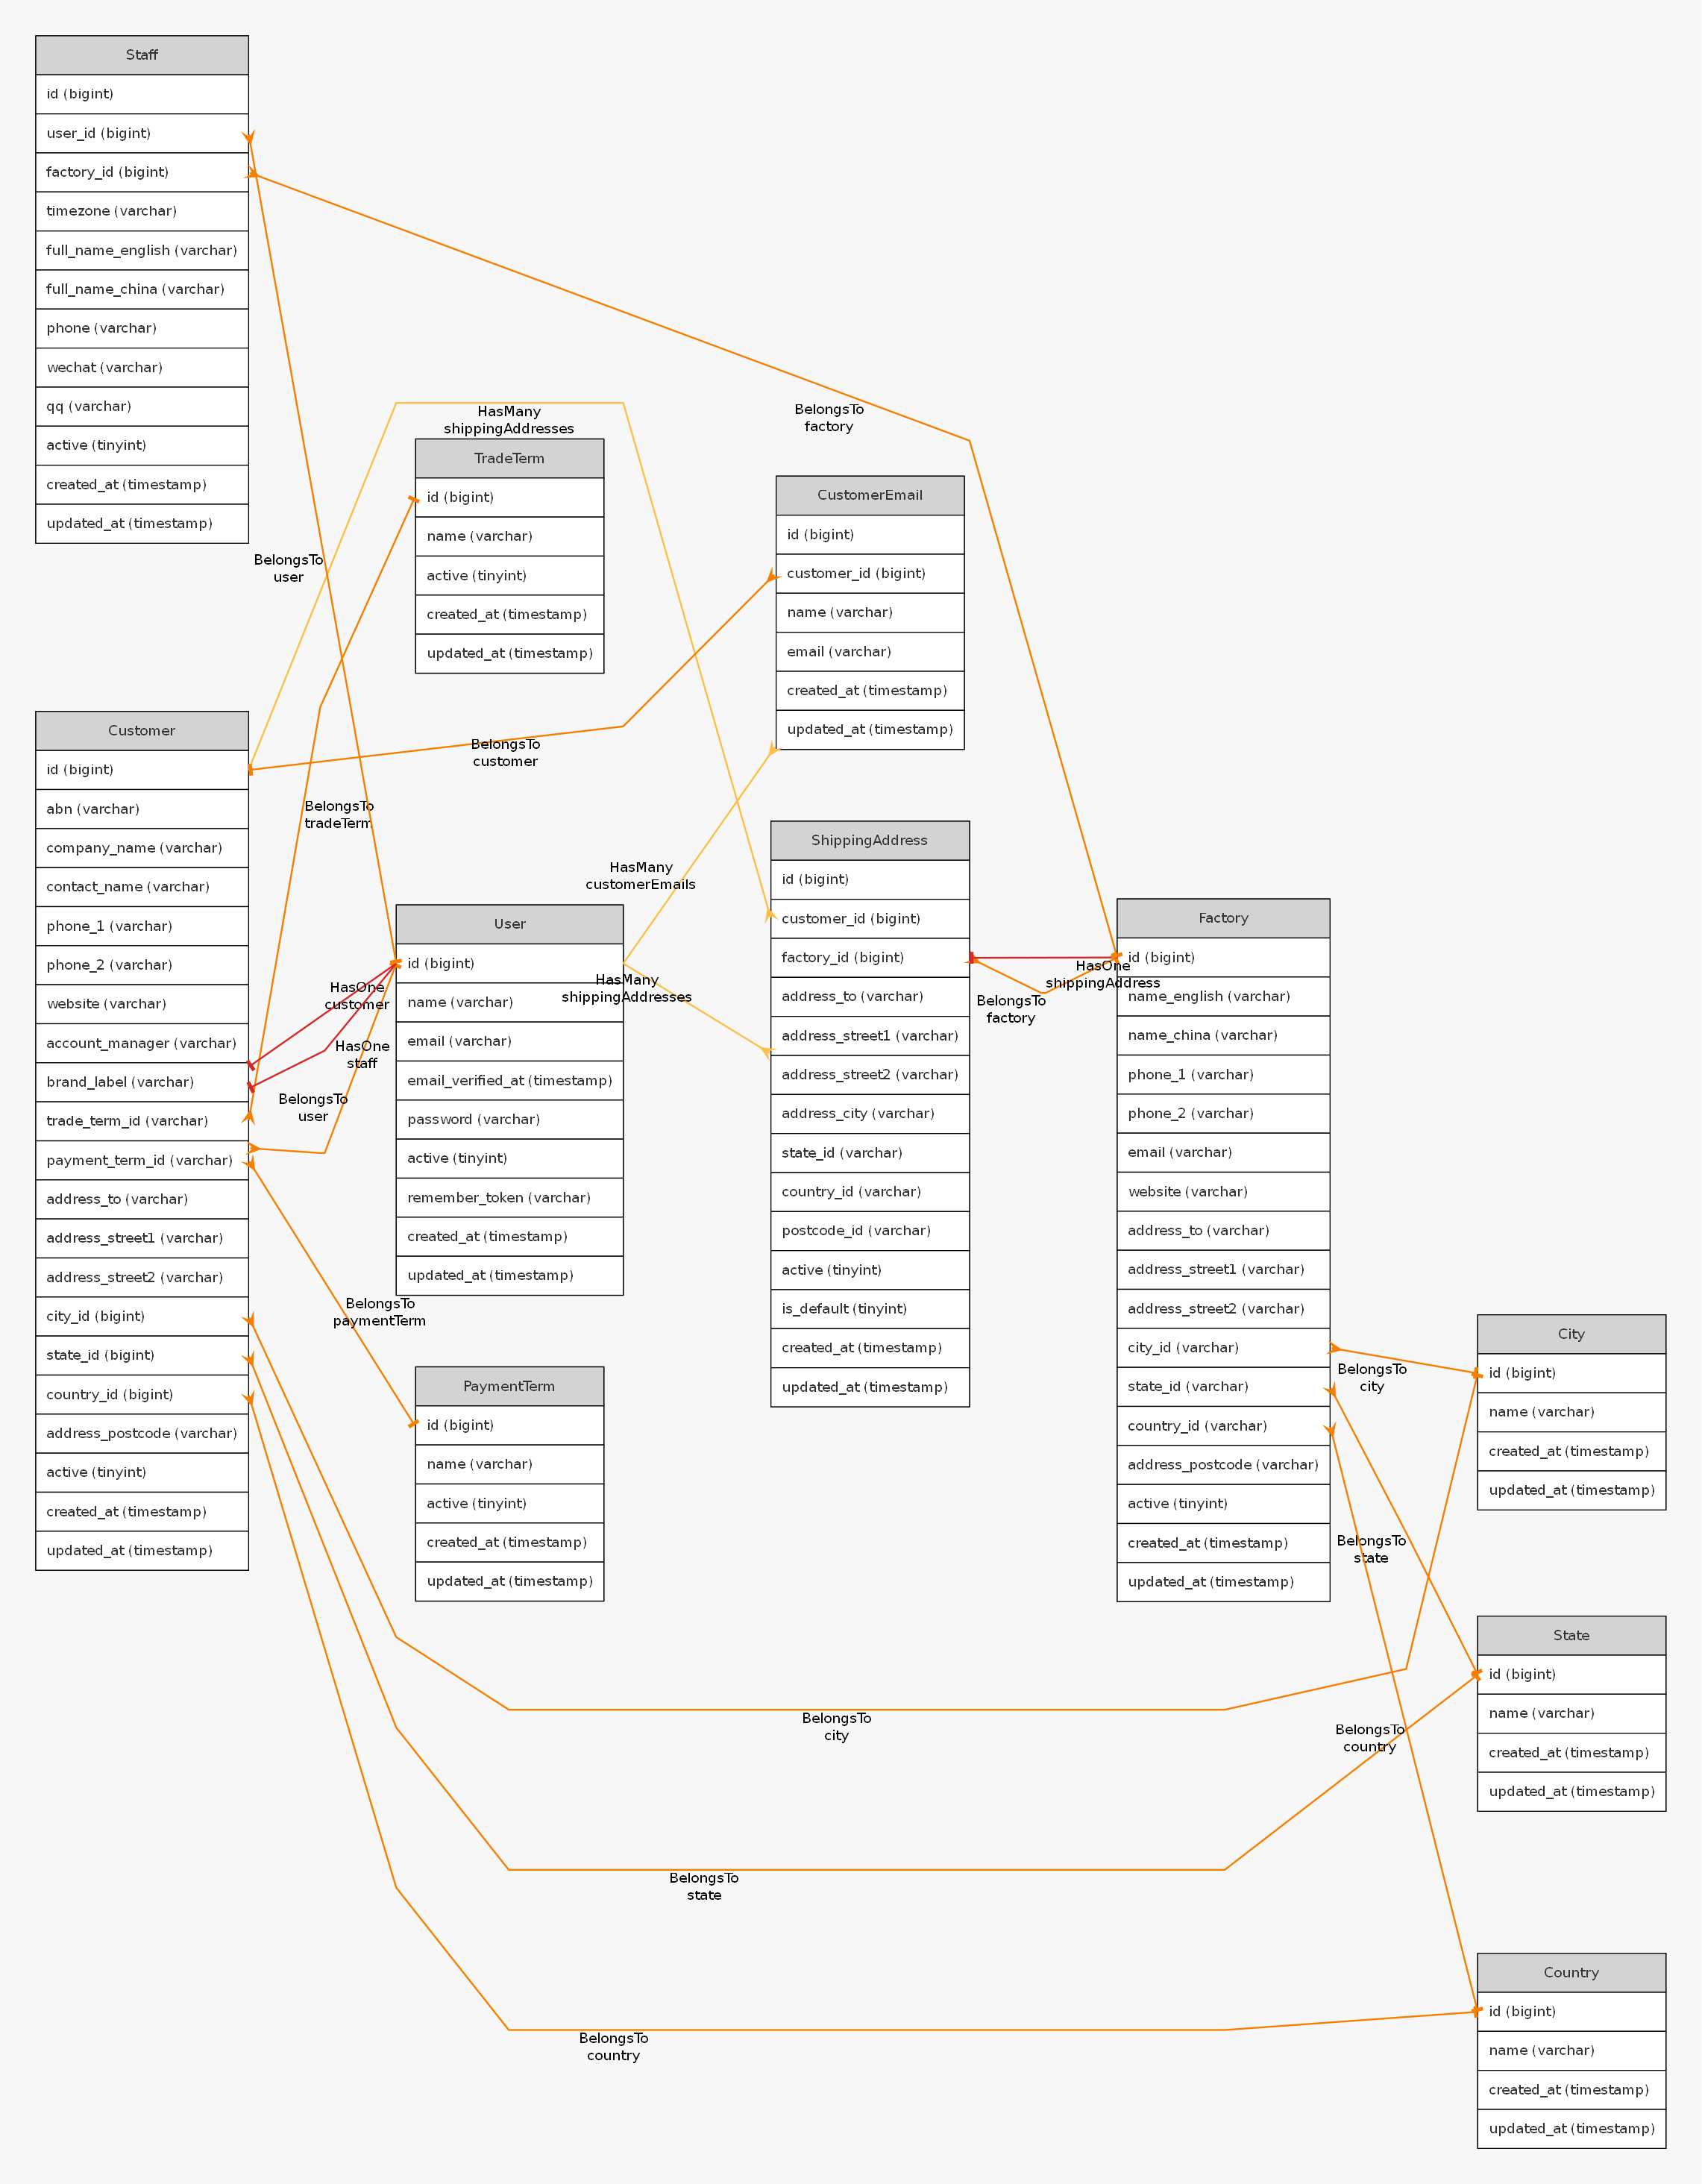 Staff
id (bigint)
user_id (bigint)
factory_id (bigint)
timezone (varchar)
full_name_english (varchar)
full_name_china (varchar)
phone (varchar)
wechat (varchar)
qq (varchar)
active (tinyint)
created_at (timestamp)
updated_at (timestamp)
BelongsTo
user
HasMany
shippingAddresses
BelongsTo
factory
TradeTerm
id (bigint)
name (varchar)
active (tinyint)
created_at (timestamp)
updated_at (timestamp)
CustomerEmail
id (bigint)
customer_id (bigint)
name (varchar)
email (varchar)
created_at (timestamp)
updated_at (timestamp)
BelongsTo
customer
BelongsTo
tradeTerm
Customer
id (bigint)
abn (varchar)
company_name (varchar)
contact_name (varchar)
phone_1 (varchar)
phone_2 (varchar)
website (varchar)
account_manager (varchar)
brand_label (varchar)
trade_term_id (varchar)
payment_term_id (varchar)
address_to (varchar)
address_street1 (varchar)
address_street2 (varchar)
city_id (bigint)
state_id (bigint)
country_id (bigint)
address_postcode (varchar)
active (tinyint)
created_at (timestamp)
updated_at (timestamp)
HasOne
customer
HasOne
staff
BelongsTo
user
BelongsTo
paymentTerm
User
id (bigint)
name (varchar)
email (varchar)
email_verified_at (timestamp)
password (varchar)
active (tinyint)
remember_token (varchar)
created_at (timestamp)
updated_at (timestamp)
HasMany
customerEmails
HasMany
shippingAddresses
PaymentTerm
id (bigint)
name (varchar)
active (tinyint)
created_at (timestamp)
updated_at (timestamp)
ShippingAddress
id (bigint)
customer_id (bigint)
factory_id (bigint)
address_to (varchar)
address_street1 (varchar)
address_street2 (varchar)
address_city (varchar)
state_id (varchar)
country_id (varchar)
postcode_id (varchar)
active (tinyint)
is_default (tinyint)
created_at (timestamp)
updated_at (timestamp)
BelongsTo
factory
HasOne
shippingAddress
Factory
id (bigint)
name_english (varchar)
name_china (varchar)
phone_1 (varchar)
phone_2 (varchar)
email (varchar)
website (varchar)
address_to (varchar)
address_street1 (varchar)
address_street2 (varchar)
city_id (varchar)
state_id (varchar)
country_id (varchar)
address_postcode (varchar)
active (tinyint)
created_at (timestamp)
updated_at (timestamp)
BelongsTo
city
BelongsTo
state
BelongsTo
country
City
id (bigint)
name (varchar)
created_at (timestamp)
updated_at (timestamp)
State
id (bigint)
name (varchar)
created_at (timestamp)
updated_at (timestamp)
Country
id (bigint)
name (varchar)
created_at (timestamp)
updated_at (timestamp)
BelongsTo
city
BelongsTo
state
BelongsTo
country